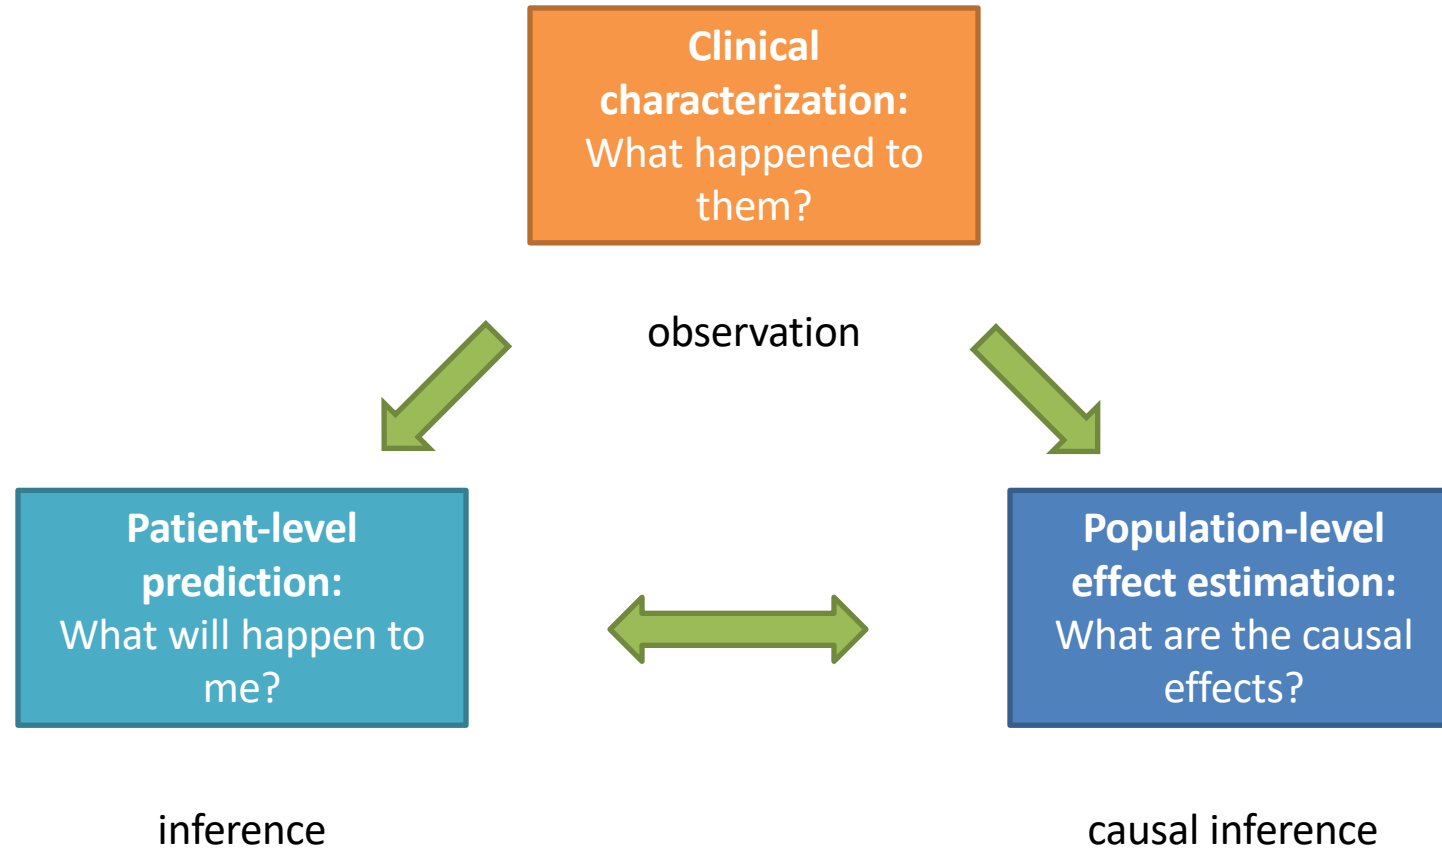 Clinical
characterization:
What happened to
them?
observation
Patient-level
prediction:
What will happen to
me?
Population-level
effect estimation:
What are the causal
effects?
inference
causal inference